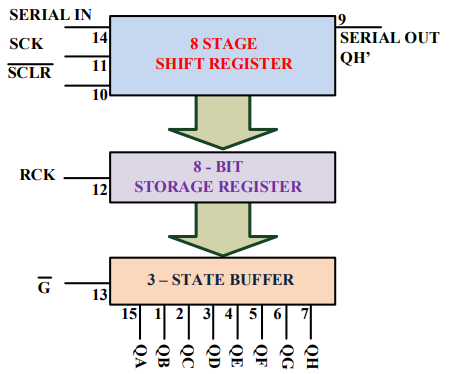 SERIAL IN
14
SCK
11
SCLR
10
8 STAGE
SHIFT REGISTER
9
SERIAL OUT
QH’
RCK
12
8 - BIT
STORAGE REGISTER
G
13
3 – STATE BUFFER
15 1 2 3 4 5 6 7
QA QB QC QD QE QF QG QH